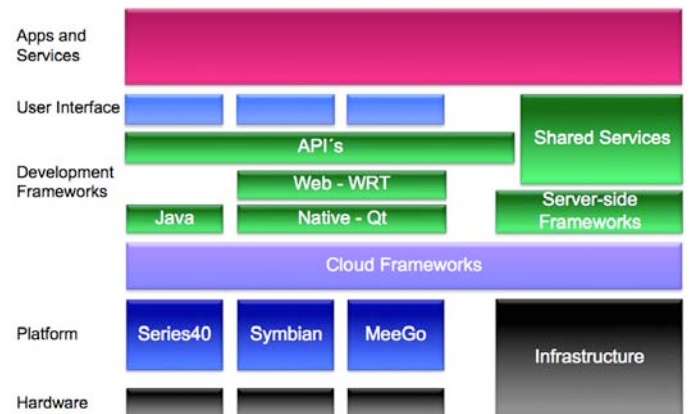 Apps and
Services
User Interface
API´s
Shared Services
Development
Frameworks
Web - WRT
Java
Native - Qt
Server-side
Frameworks
Cloud Frameworks
Platform
Series40
Symbian
MeeGo
Infrastructure
Hardware